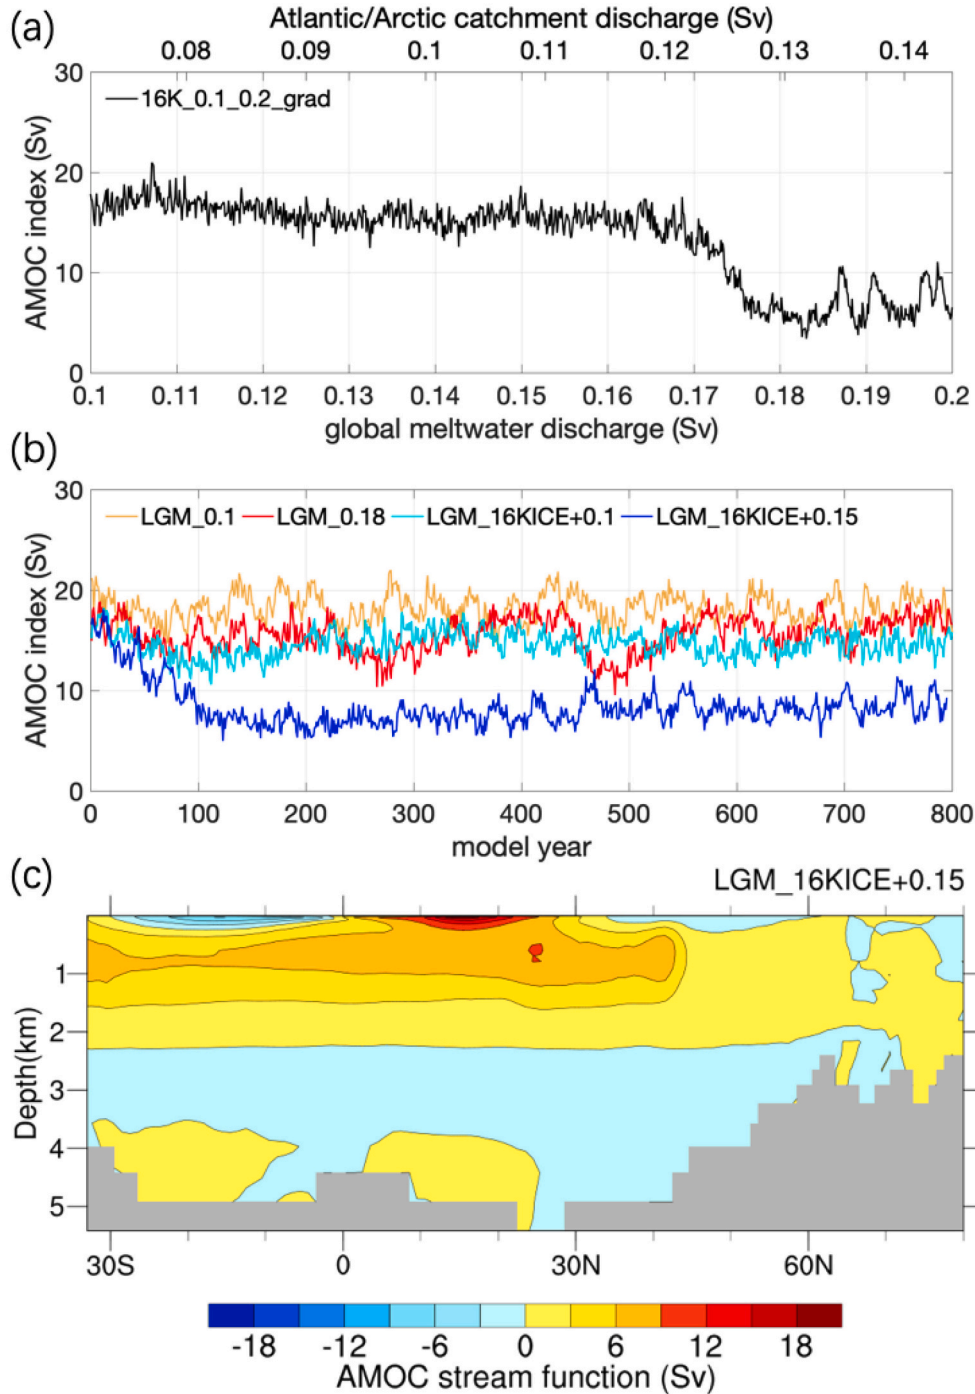 (a)
Atlantic/Arctic catchment discharge (Sv)
0.08 0.09 0.1 0.11 0.12 0.13 0.14
30
20
10
0
AMOC index (Sv)
16K_0.1_0.2_grad
0.1 0.11 0.12 0.13 0.14 0.15 0.16 0.17 0.18 0.19 0.2
global meltwater discharge (Sv)
(b)
30
20
10
0
AMOC index (Sv)
LGM_0.1 LGM_0.18 LGM_16KICE+0.1 LGM_16KICE+0.15
0 100 200 300 400 500 600 700 800
model year
(c)
LGM_16KICE+0.15
1
2
3
4
5
Depth(km)
30S 0 30N 60N
-18 -12 -6 0 6 12 18
AMOC stream function (Sv)